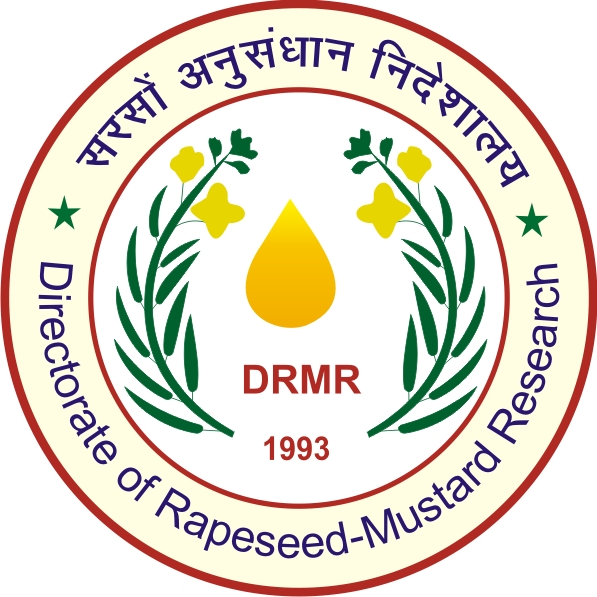 सरसों अनुसंधान निदेशालय
DRMR
1993
Directorate of Rapeseed-Mustard Research